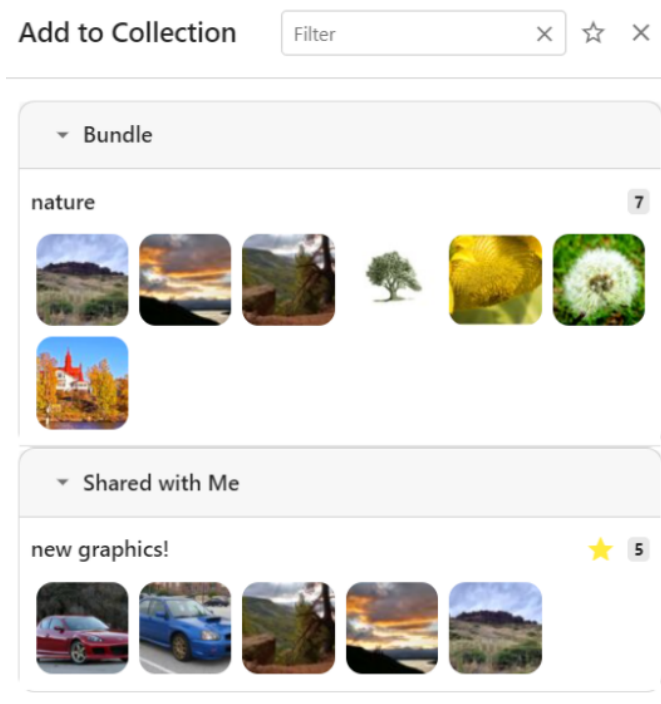 Add to Collection
Filter
Bundle
nature
7
Shared with Me
new graphics!
5